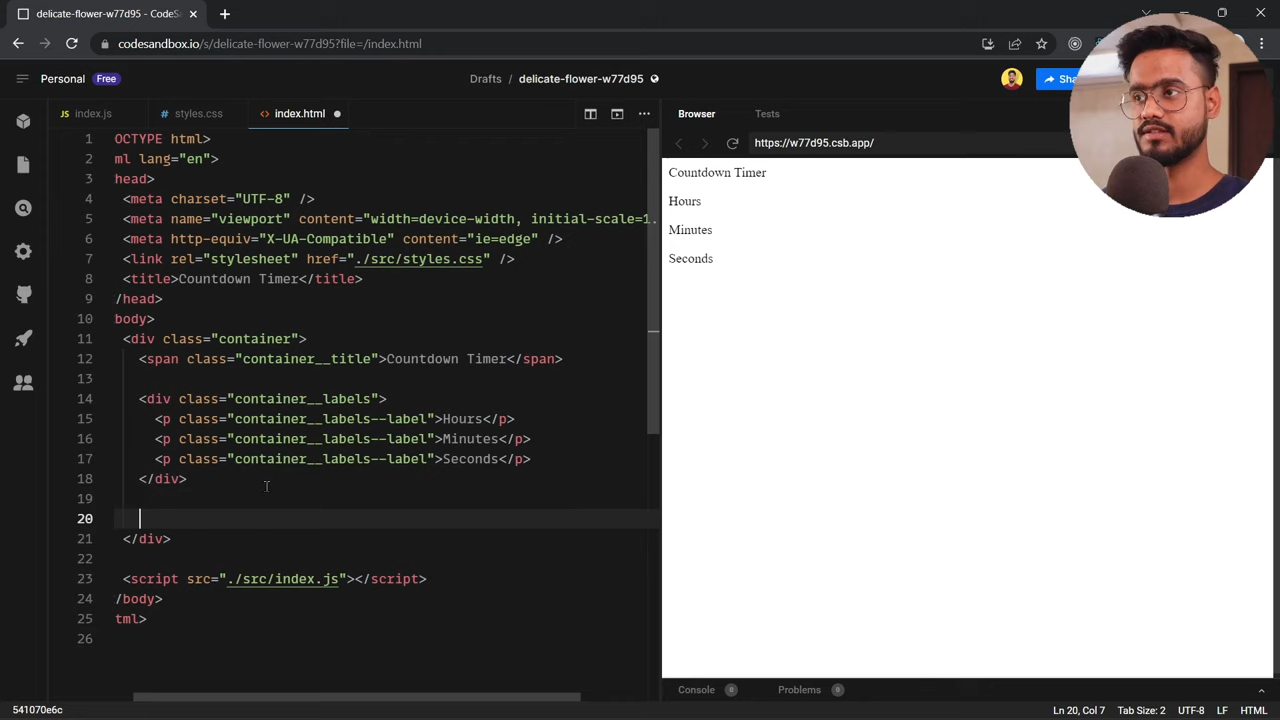 delicate-flower-w77d95 - CodeS
codesandbox.io/s/delicate-flower-w77d95?file=/index.html
Personal Free
Drafts / delicate-flower-w77d95
Sha
index.js
styles.css
index.html
Browser
Tests
https://w77d95.csb.app/
1 OCTYPE html>
2 ml lang="en">
3 head>
4 <meta charset="UTF-8" />
5 <meta name="viewport" content="width=device-width, initial-scale=1.
6 <meta http-equiv="X-UA-Compatible" content="ie=edge" />
7 <link rel="stylesheet" href="./src/styles.css" />
8 <title>Countdown Timer</title>
9 /head>
10 body>
11 <div class="container">
12 <span class="container__title">Countdown Timer</span>
13
14 <div class="container__labels">
15 <p class="container__labels--label">Hours</p>
16 <p class="container__labels--label">Minutes</p>
17 <p class="container__labels--label">Seconds</p>
18 </div>
19
20
21 </div>
22
23 <script src="./src/index.js"></script>
24 /body>
25 tml>
26
Countdown Timer
Hours
Minutes
Seconds
Console 0 Problems 0
541070e6c
Ln 20, Col 7 Tab Size: 2 UTF-8 LF HTML